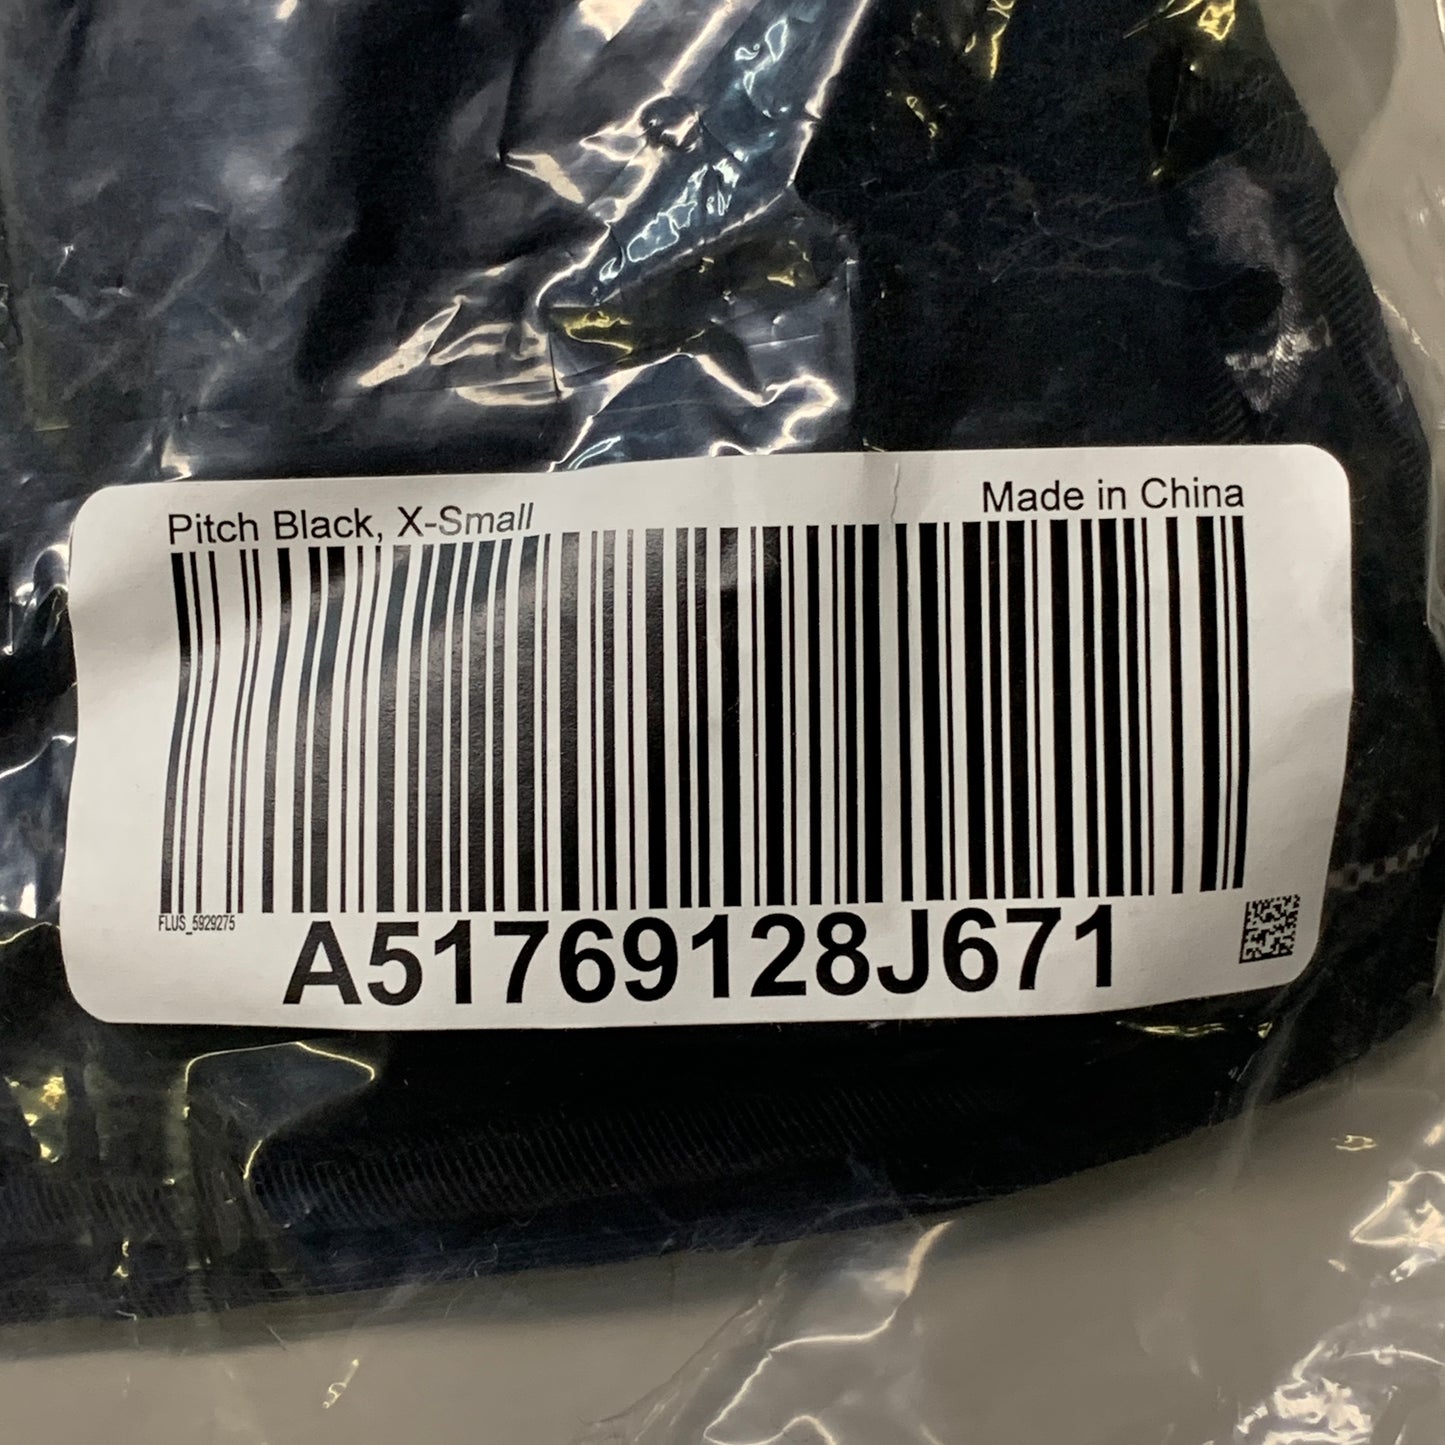 Pitch Black, X-Small
Made in China
FLUS_5929275
A51769128J671